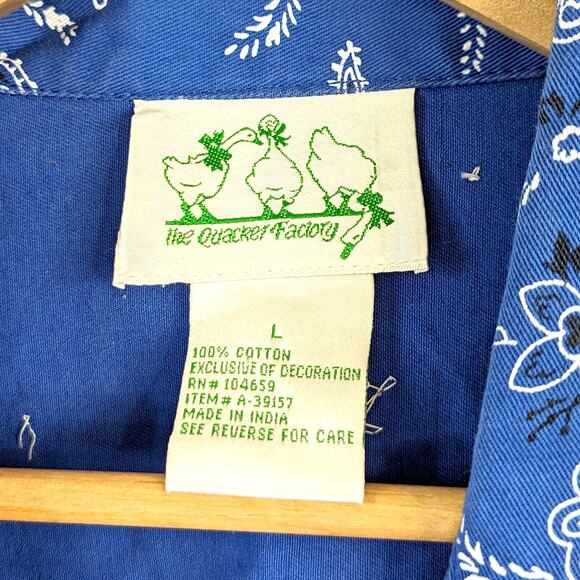 the Quacker Factory
L
100% COTTON
EXCLUSIVE OF DECORATION
RN# 104659
ITEM# A-39157
MADE IN INDIA
SEE REVERSE FOR CARE